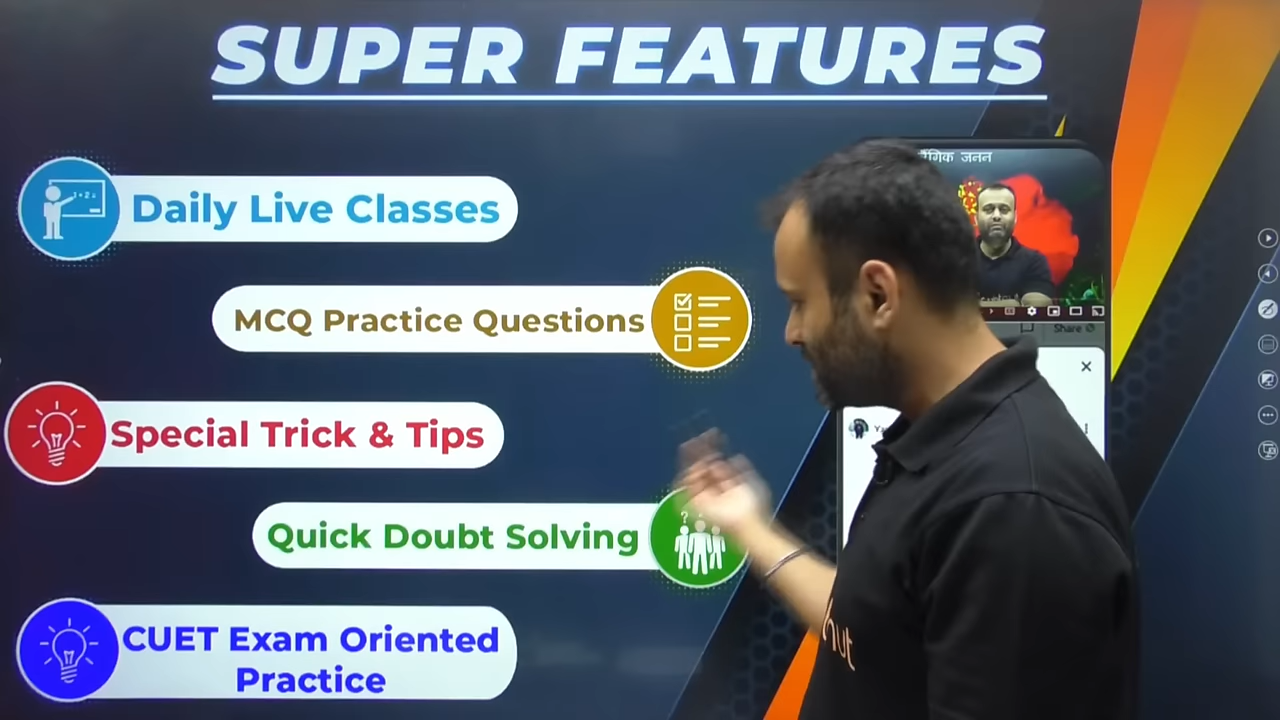 SUPER FEATURES
Daily Live Classes
MCQ Practice Questions
Special Trick & Tips
Quick Doubt Solving
CUET Exam Oriented
Practice
जनन
Share